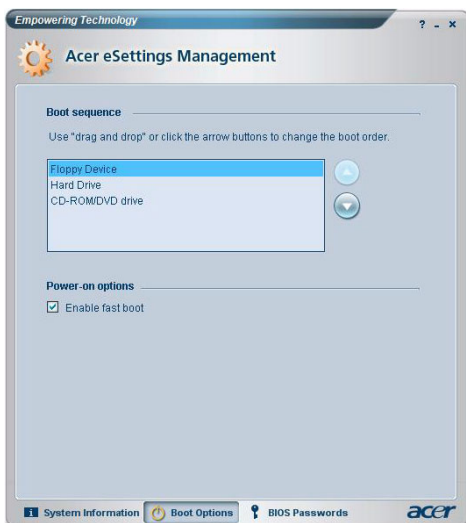 Empowering Technology
? - x
Acer eSettings Management
Boot sequence
Use "drag and drop" or click the arrow buttons to change the boot order.
Floppy Device
Hard Drive
CD-ROM/DVD drive
Power-on options
Enable fast boot
System Information Boot Options BIOS Passwords acer